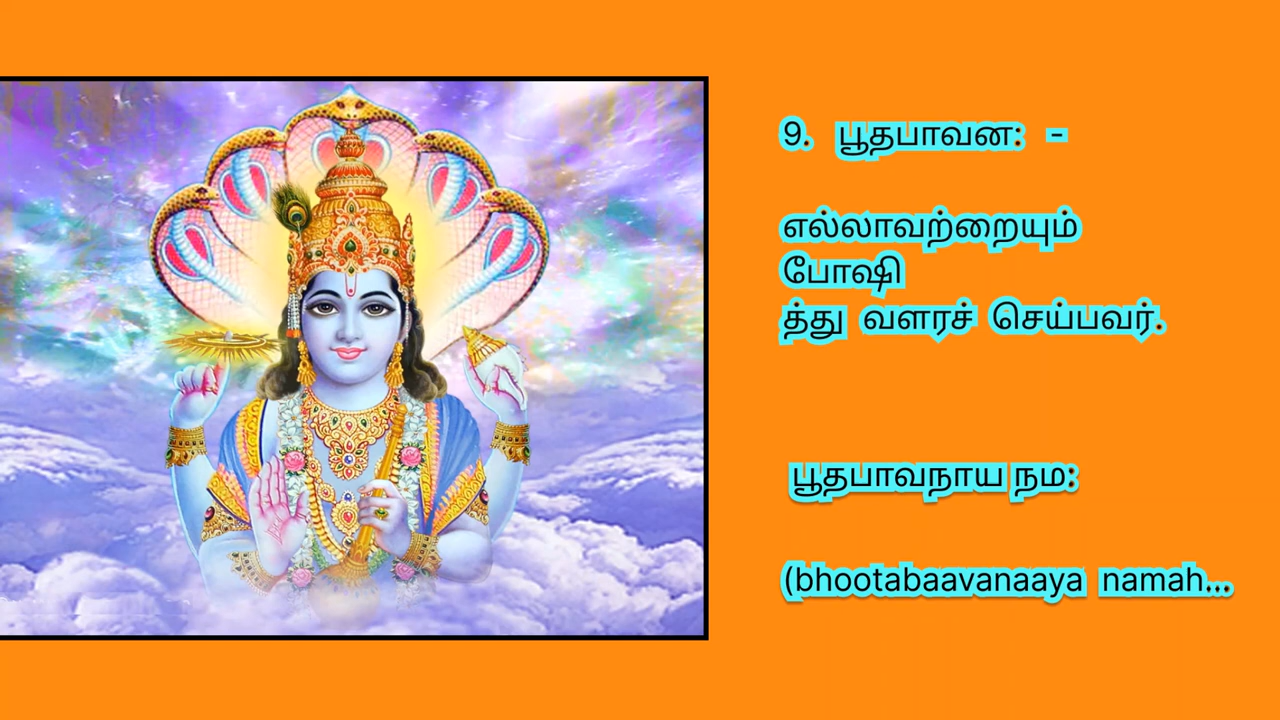 9. பூதபாவன: -
எல்லாவற்றையும்
போஷி
த்து வளரச் செய்பவர்.
பூதபாவநாய நம:
(bhootabaavanaaya namah...